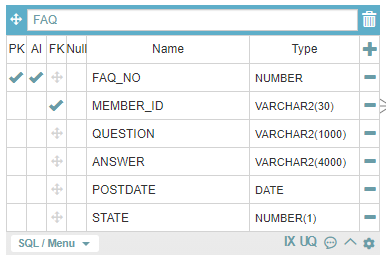 FAQ
PK AI FK Null Name Type
FAQ_NO NUMBER
MEMBER_ID VARCHAR2(30)
QUESTION VARCHAR2(1000)
ANSWER VARCHAR2(4000)
POSTDATE DATE
STATE NUMBER(1)
SQL / Menu IX UQ